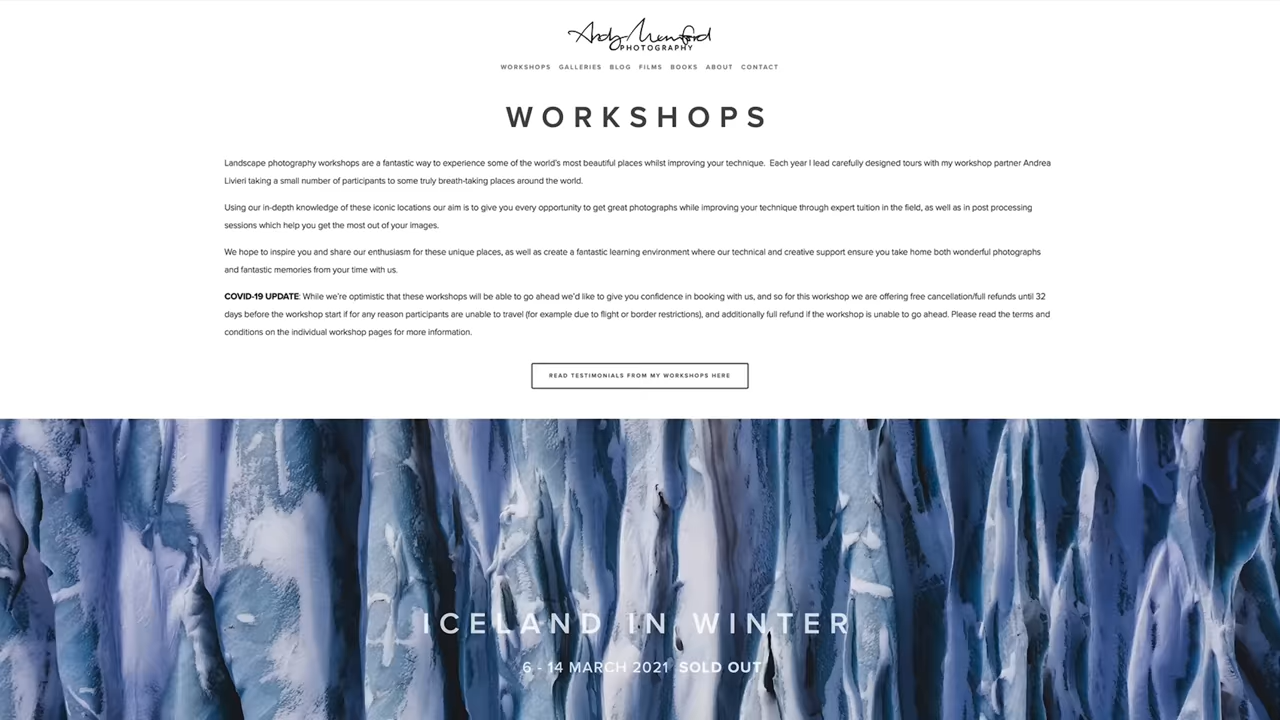 Andy Mumford
PHOTOGRAPHY
WORKSHOPS GALLERIES BLOG FILMS BOOKS ABOUT CONTACT
WORKSHOPS
Landscape photography workshops are a fantastic way to experience some of the world's most beautiful places whilst improving your technique.  Each year I lead carefully designed tours with my workshop partner Andrea
Livieri taking a small number of participants to some truly breath-taking places around the world.
Using our in-depth knowledge of these iconic locations our aim is to give you every opportunity to get great photographs while improving your technique through expert tuition in the field, as well as in post processing
sessions which help you get the most out of your images.
We hope to inspire you and share our enthusiasm for these unique places, as well as create a fantastic learning environment where our technical and creative support ensure you take home both wonderful photographs
and fantastic memories from your time with us.
COVID-19 UPDATE: While we're optimistic that these workshops will be able to go ahead we'd like to give you confidence in booking with us, and so for this workshop we are offering free cancellation/full refunds until 32
days before the workshop start if for any reason participants are unable to travel (for example due to flight or border restrictions), and additionally full refund if the workshop is unable to go ahead. Please read the terms and
conditions on the individual workshop pages for more information.
READ TESTIMONIALS FROM MY WORKSHOPS HERE
ICELAND IN WINTER
6 - 14 MARCH 2021 SOLD OUT